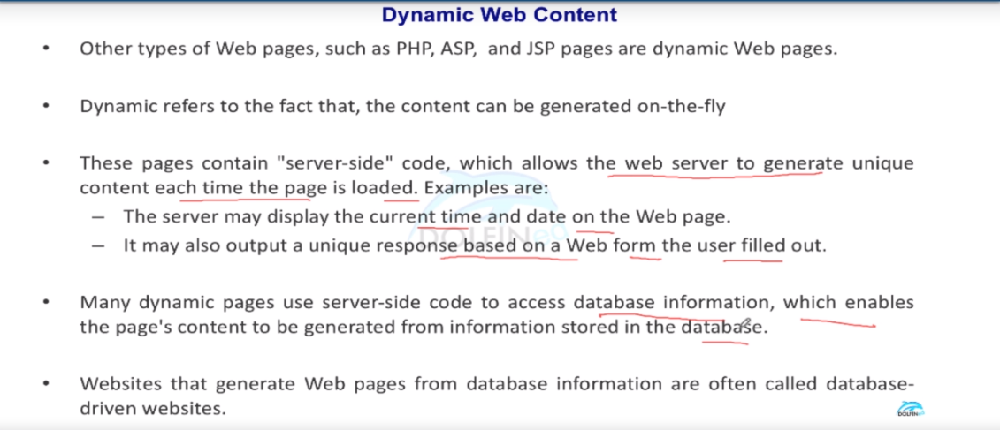 Dynamic Web Content
• Other types of Web pages, such as PHP, ASP, and JSP pages are dynamic Web pages.
• Dynamic refers to the fact that, the content can be generated on-the-fly
• These pages contain "server-side" code, which allows the web server to generate unique
content each time the page is loaded. Examples are:
– The server may display the current time and date on the Web page.
– It may also output a unique response based on a Web form the user filled out.
• Many dynamic pages use server-side code to access database information, which enables
the page's content to be generated from information stored in the database.
• Websites that generate Web pages from database information are often called database-
driven websites.
DOLFINed